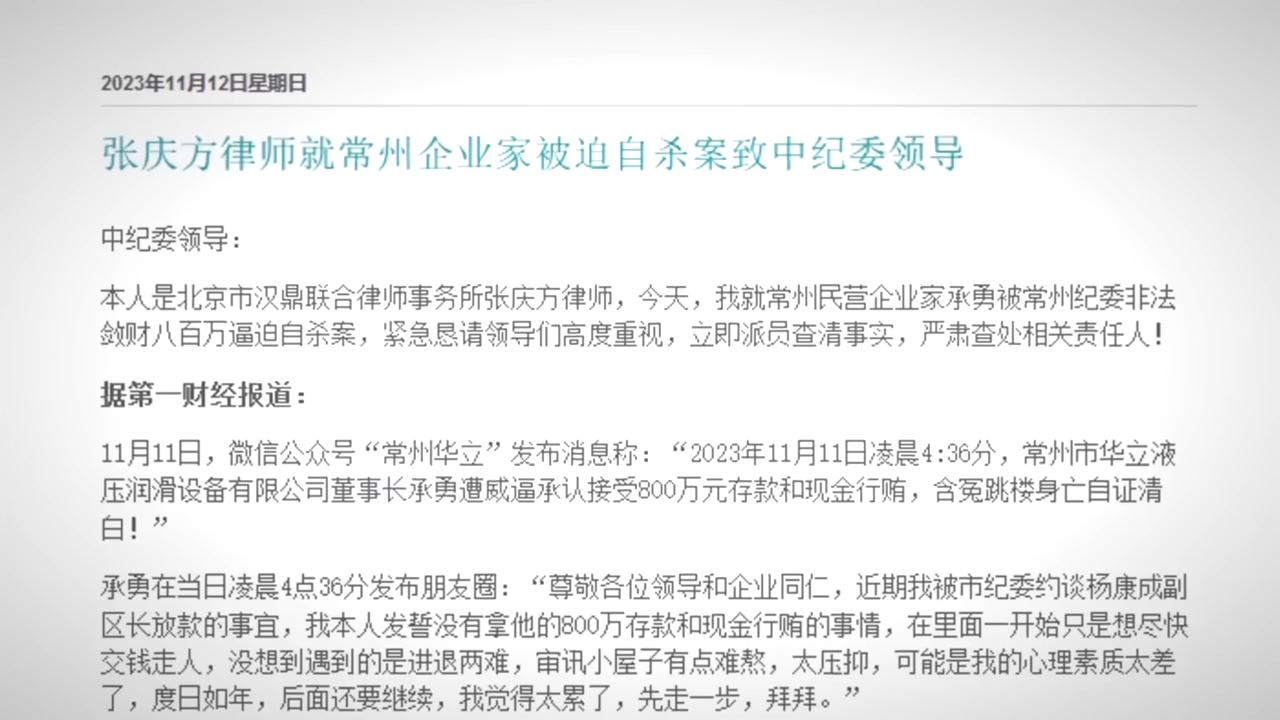 2023年11月12日星期日
张庆方律师就常州企业家被迫自杀案致中纪委领导
中纪委领导：
本人是北京市汉鼎联合律师事务所张庆方律师，今天，我就常州民营企业家承勇被常州纪委非法
敛财八百万逼迫自杀案，紧急恳请领导们高度重视，立即派员查清事实，严肃查处相关责任人！
据第一财经报道：
11月11日，微信公众号“常州华立”发布消息称：“2023年11月11日凌晨4:36分，常州市华立液
压润滑设备有限公司董事长承勇遭威逼承认接受800万元存款和现金行贿，含冤跳楼身亡自证清
白！”
承勇在当日凌晨4点36分发布朋友圈：“尊敬各位领导和企业同仁，近期我被市纪委约谈杨康成副
区长放款的事宜，我本人发誓没有拿他的800万存款和现金行贿的事情，在里面一开始只是想尽快
交钱走人，没想到遇到的是进退两难，审讯小屋子有点难熬，太压抑，可能是我的心理素质太差
了，度日如年，后面还要继续，我觉得太累了，先走一步，拜拜。”